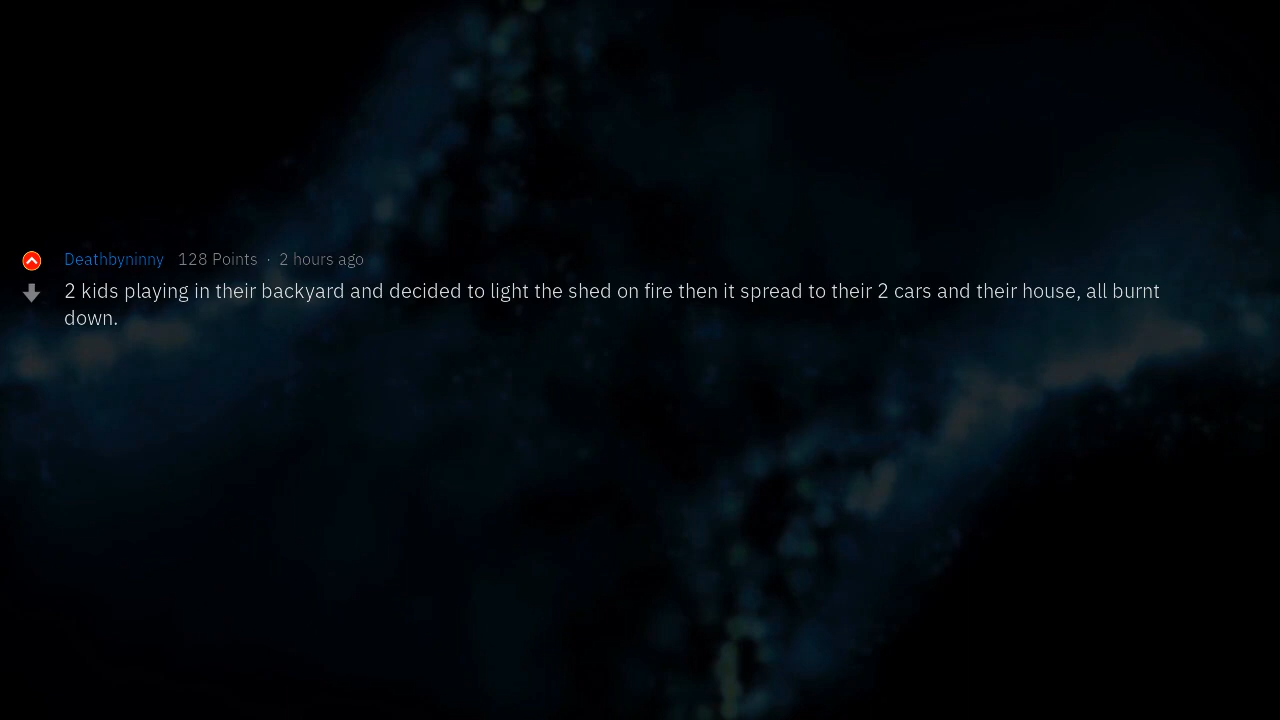 Deathbyninny 128 Points · 2 hours ago
2 kids playing in their backyard and decided to light the shed on fire then it spread to their 2 cars and their house, all burnt
down.